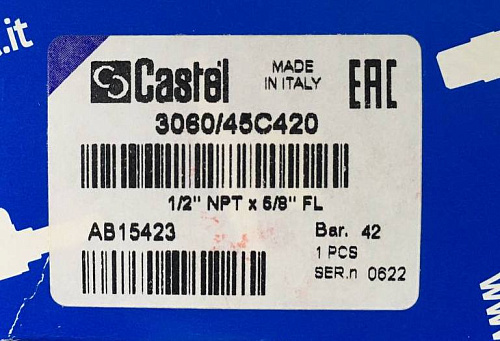 .it
Castel
MADE
IN ITALY
EAC
3060/45C420
1/2" NPT x 5/8" FL
AB15423
Bar. 42
1 PCS
SER.n 0622